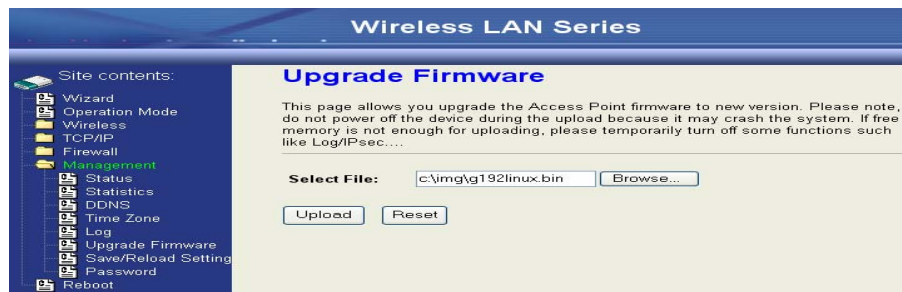 Wireless LAN Series
Site contents:
Wizard
Operation Mode
Wireless
TCP/IP
Firewall
Management
Status
Statistics
DDNS
Time Zone
Log
Upgrade Firmware
Save/Reload Setting
Password
Reboot
Upgrade Firmware
This page allows you upgrade the Access Point firmware to new version. Please note,
do not power off the device during the upload because it may crash the system. If free
memory is not enough for uploading, please temporarily turn off some functions such
like Log/IPsec....
Select File: c:\img\g192linux.bin Browse...
Upload Reset